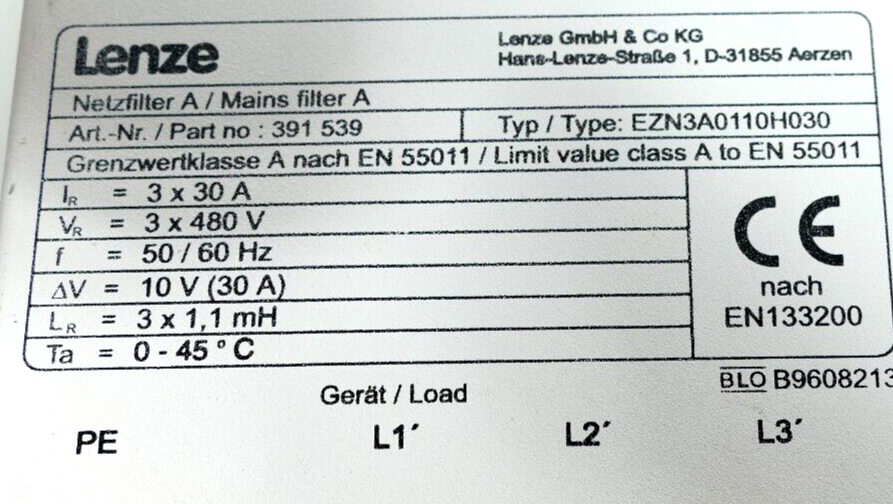 Lenze
Lenze GmbH & Co KG
Hans-Lenze-Straße 1, D-31855 Aerzen
Netzfilter A / Mains filter A
Art.-Nr. / Part no : 391 539
Typ / Type: EZN3A0110H030
Grenzwertklasse A nach EN 55011 / Limit value class A to EN 55011
IR = 3 x 30 A
VR = 3 x 480 V
f = 50 / 60 Hz
ΔV = 10 V (30 A)
LR = 3 x 1,1 mH
Ta = 0 - 45 °C
CE
nach
EN133200
BLO B9608213
Gerät / Load
PE L1´ L2´ L3´